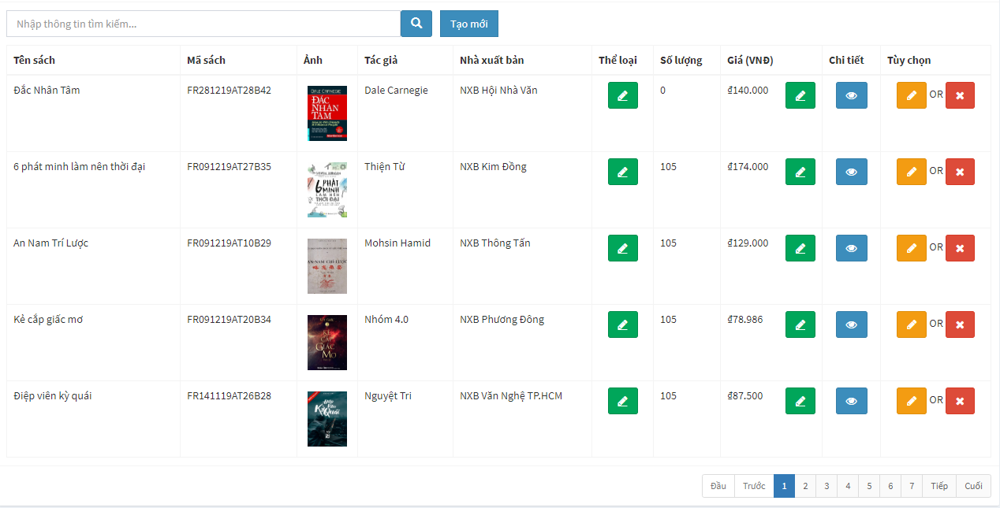 Nhập thông tin tìm kiếm...
Tạo mới
Tên sách Mã sách Ảnh Tác giả Nhà xuất bản Thể loại Số lượng Giá (VNĐ) Chi tiết Tùy chọn
Đắc Nhân Tâm FR281219AT28B42 Dale Carnegie NXB Hội Nhà Văn 0 ₫140.000 OR
DALE CARNEGIE
ĐẮC
NHÂN
TÂM
6 phát minh làm nên thời đại FR091219AT27B35 Thiện Từ NXB Kim Đồng 105 ₫174.000 OR
6 PHÁT
MINH
LÀM NÊN
THỜI ĐẠI
An Nam Trí Lược FR091219AT10B29 Mohsin Hamid NXB Thông Tấn 105 ₫129.000 OR
AN-NAM CHÍ-LƯỢC
Kẻ cắp giấc mơ FR091219AT20B34 Nhóm 4.0 NXB Phương Đông 105 ₫78.986 OR
KẺ
CẮP
GIẤC
MƠ
Điệp viên kỳ quái FR141119AT26B28 Nguyệt Tri NXB Văn Nghệ TP.HCM 105 ₫87.500 OR
Điệp
Viên
Kỳ Quái
Đầu Trước 1 2 3 4 5 6 7 Tiếp Cuối